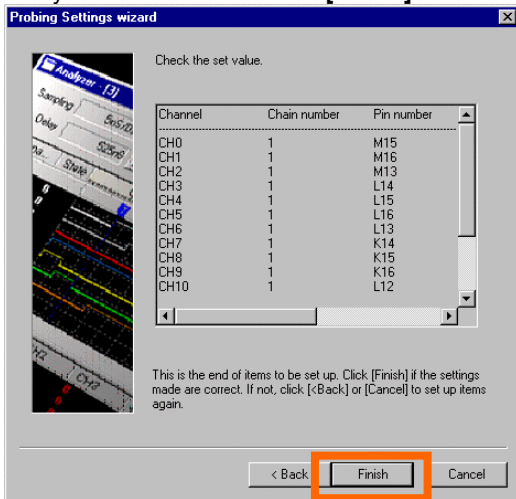 Probing Settings wizard
Analyzer - (3)
Sampling
Delay
State
Check the set value.
Channel Chain number Pin number
CH0 1 M15
CH1 1 M16
CH2 1 M13
CH3 1 L14
CH4 1 L15
CH5 1 L16
CH6 1 L13
CH7 1 K14
CH8 1 K15
CH9 1 K16
CH10 1 L12
This is the end of items to be set up. Click [Finish] if the settings
made are correct. If not, click [<Back] or [Cancel] to set up items
again.
< Back Finish Cancel